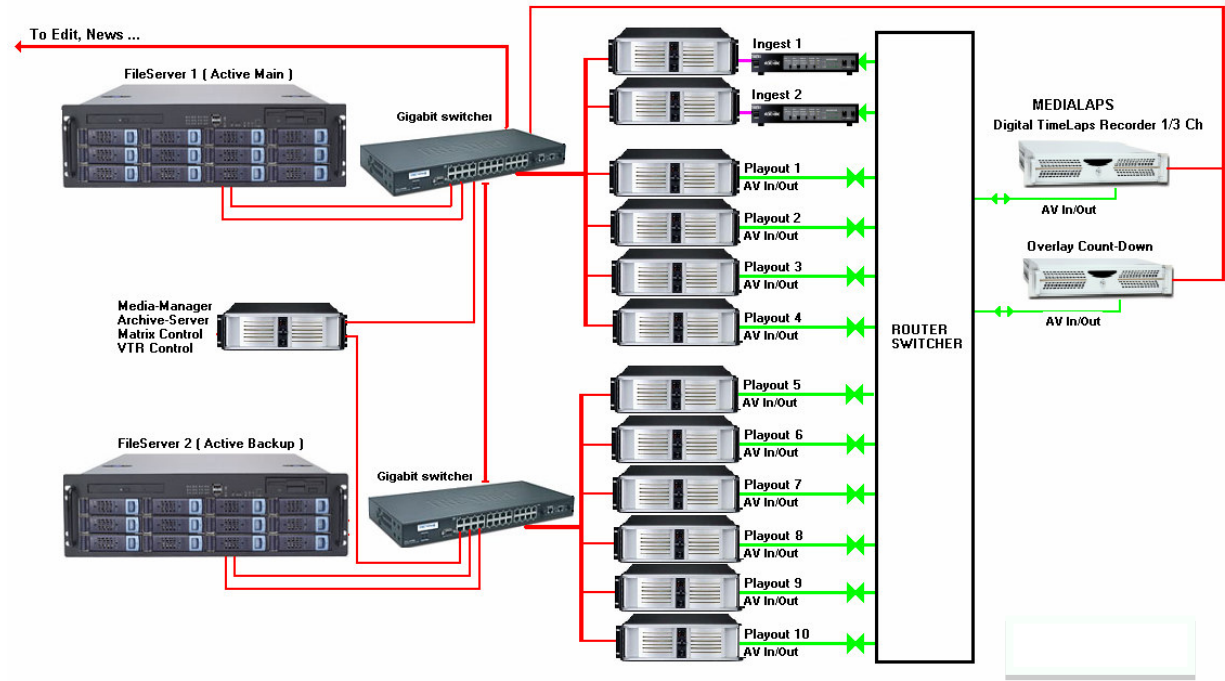 To Edit, News ...
FileServer 1 ( Active Main )
Gigabit switcher
Ingest 1
Ingest 2
MEDIALAPS
Digital TimeLaps Recorder 1/3 Ch
AV In/Out
Overlay Count-Down
AV In/Out
Playout 1
AV In/Out
Playout 2
AV In/Out
Playout 3
AV In/Out
Playout 4
AV In/Out
Media-Manager
Archive-Server
Matrix Control
VTR Control
ROUTER
SWITCHER
FileServer 2 ( Active Backup )
Gigabit switcher
Playout 5
AV In/Out
Playout 6
AV In/Out
Playout 7
AV In/Out
Playout 8
AV In/Out
Playout 9
AV In/Out
Playout 10
AV In/Out